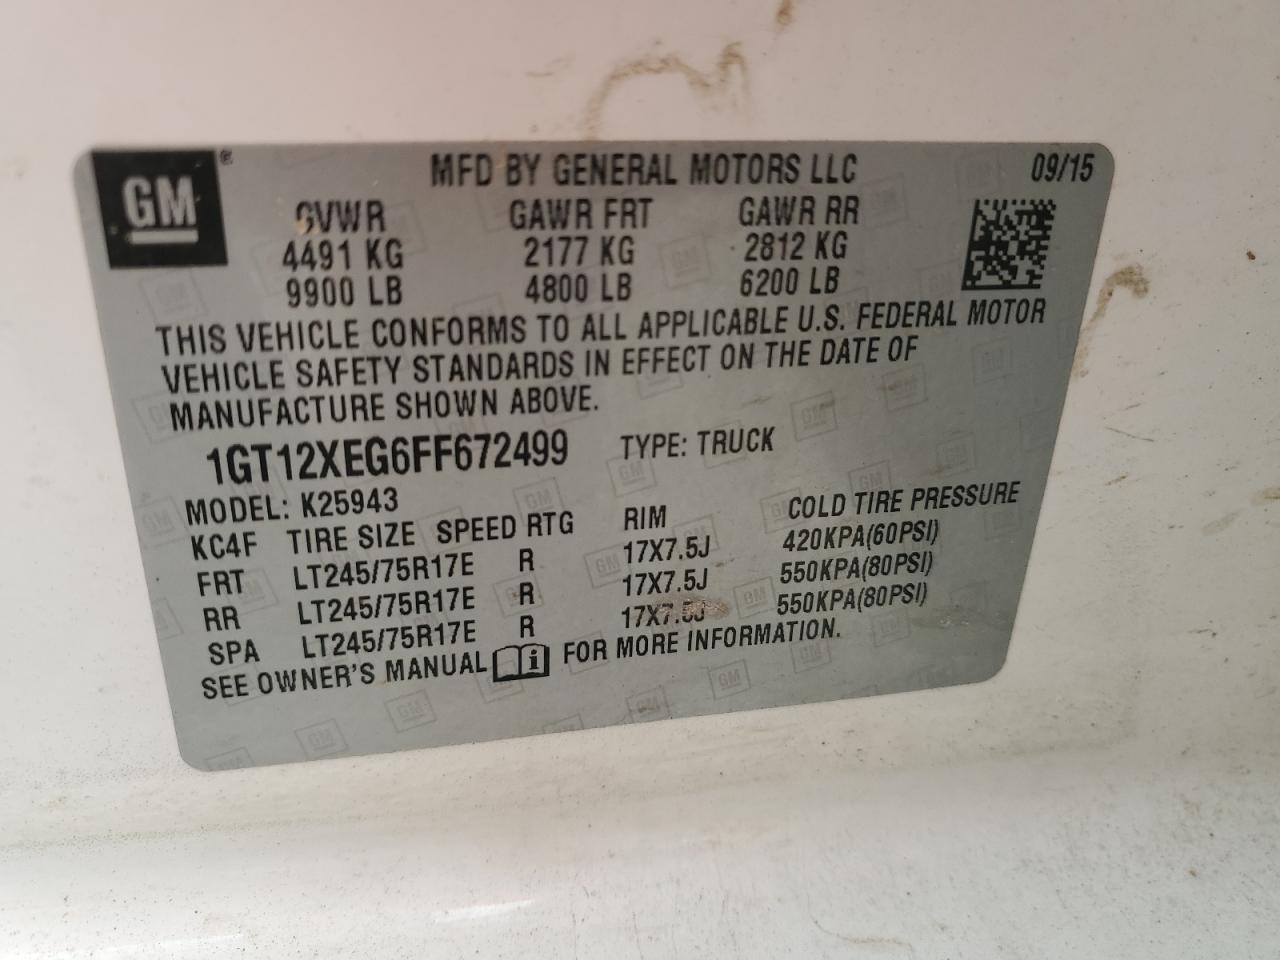 GM®
MFD BY GENERAL MOTORS LLC 09/15
GVWR GAWR FRT GAWR RR
4491 KG 2177 KG 2812 KG
9900 LB 4800 LB 6200 LB
THIS VEHICLE CONFORMS TO ALL APPLICABLE U.S. FEDERAL MOTOR
VEHICLE SAFETY STANDARDS IN EFFECT ON THE DATE OF
MANUFACTURE SHOWN ABOVE.
1GT12XEG6FF672499 TYPE: TRUCK
MODEL: K25943
KC4F TIRE SIZE SPEED RTG RIM COLD TIRE PRESSURE
FRT LT245/75R17E R 17X7.5J 420KPA(60PSI)
RR LT245/75R17E R 17X7.5J 550KPA(80PSI)
SPA LT245/75R17E R 17X7.5J 550KPA(80PSI)
SEE OWNER'S MANUAL i FOR MORE INFORMATION.